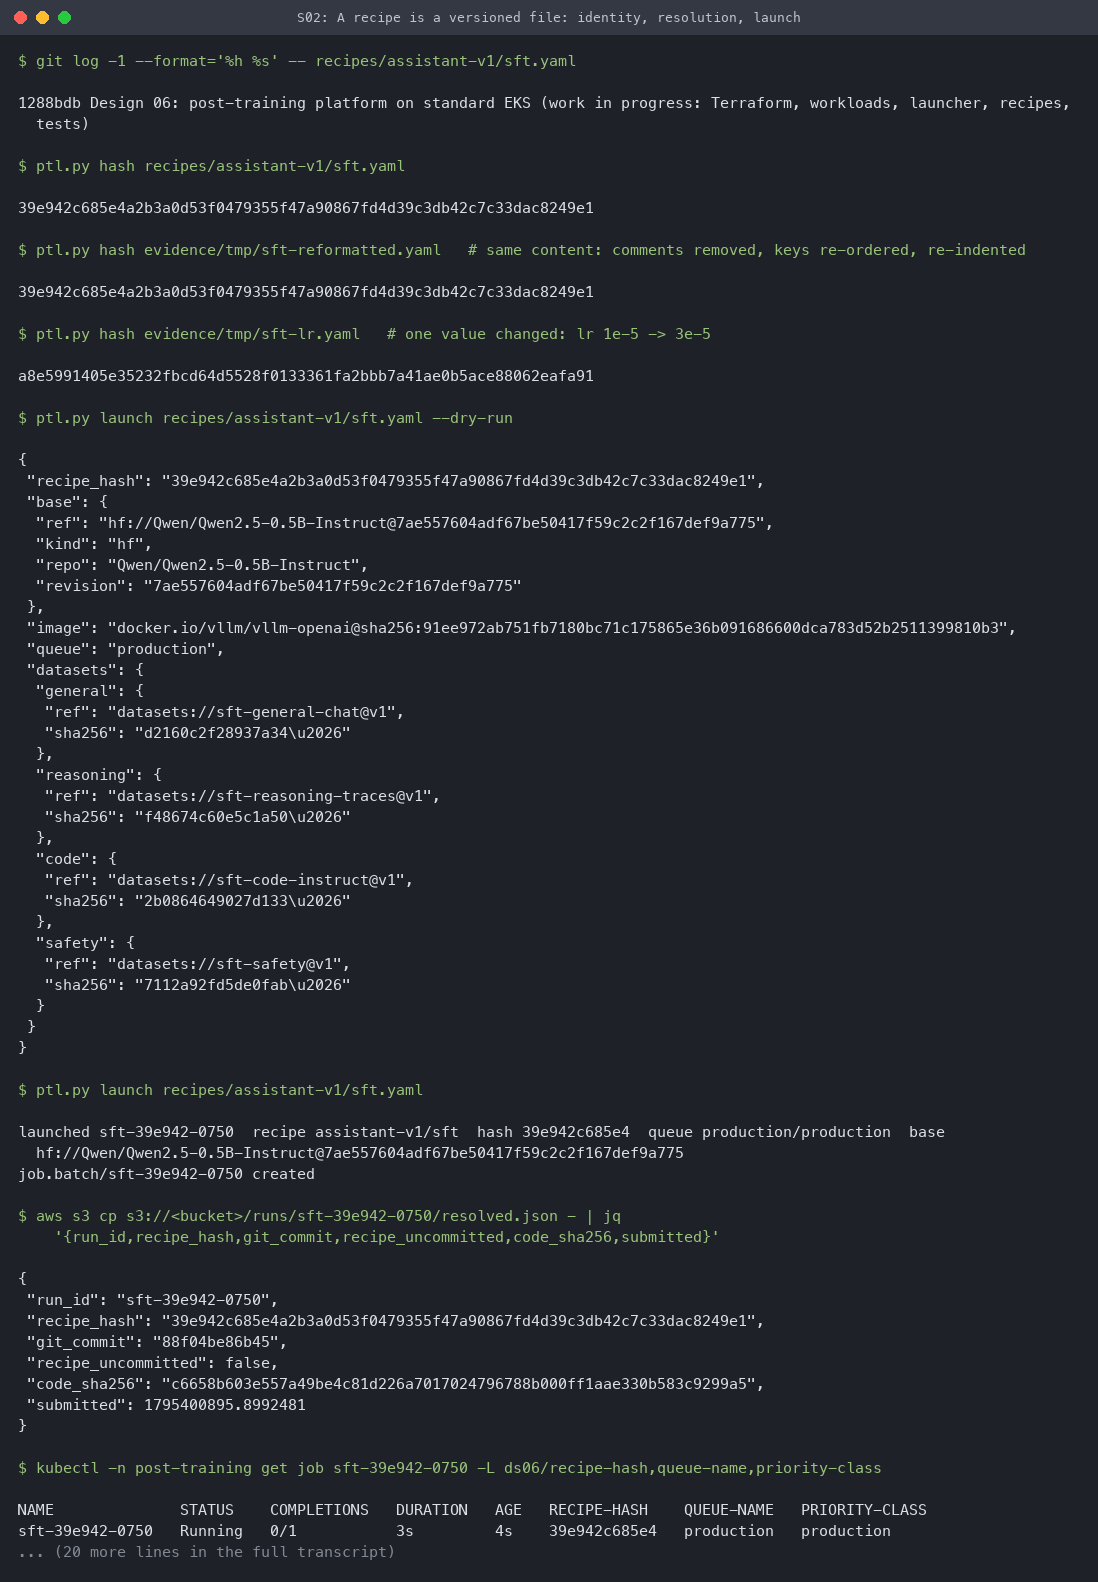 S02: A recipe is a versioned file: identity, resolution, launch
$ git log -1 --format='%h %s' -- recipes/assistant-v1/sft.yaml
1288bdb Design 06: post-training platform on standard EKS (work in progress: Terraform, workloads, launcher, recipes,
  tests)
$ ptl.py hash recipes/assistant-v1/sft.yaml
39e942c685e4a2b3a0d53f0479355f47a90867fd4d39c3db42c7c33dac8249e1
$ ptl.py hash evidence/tmp/sft-reformatted.yaml   # same content: comments removed, keys re-ordered, re-indented
39e942c685e4a2b3a0d53f0479355f47a90867fd4d39c3db42c7c33dac8249e1
$ ptl.py hash evidence/tmp/sft-lr.yaml   # one value changed: lr 1e-5 -> 3e-5
a8e5991405e35232fbcd64d5528f0133361fa2bbb7a41ae0b5ace88062eafa91
$ ptl.py launch recipes/assistant-v1/sft.yaml --dry-run
{
 "recipe_hash": "39e942c685e4a2b3a0d53f0479355f47a90867fd4d39c3db42c7c33dac8249e1",
 "base": {
  "ref": "hf://Qwen/Qwen2.5-0.5B-Instruct@7ae557604adf67be50417f59c2c2f167def9a775",
  "kind": "hf",
  "repo": "Qwen/Qwen2.5-0.5B-Instruct",
  "revision": "7ae557604adf67be50417f59c2c2f167def9a775"
 },
 "image": "docker.io/vllm/vllm-openai@sha256:91ee972ab751fb7180bc71c175865e36b091686600dca783d52b2511399810b3",
 "queue": "production",
 "datasets": {
  "general": {
   "ref": "datasets://sft-general-chat@v1",
   "sha256": "d2160c2f28937a34\u2026"
  },
  "reasoning": {
   "ref": "datasets://sft-reasoning-traces@v1",
   "sha256": "f48674c60e5c1a50\u2026"
  },
  "code": {
   "ref": "datasets://sft-code-instruct@v1",
   "sha256": "2b0864649027d133\u2026"
  },
  "safety": {
   "ref": "datasets://sft-safety@v1",
   "sha256": "7112a92fd5de0fab\u2026"
  }
 }
}
$ ptl.py launch recipes/assistant-v1/sft.yaml
launched sft-39e942-0750  recipe assistant-v1/sft  hash 39e942c685e4  queue production/production  base
  hf://Qwen/Qwen2.5-0.5B-Instruct@7ae557604adf67be50417f59c2c2f167def9a775
job.batch/sft-39e942-0750 created
$ aws s3 cp s3://<bucket>/runs/sft-39e942-0750/resolved.json - | jq
    '{run_id,recipe_hash,git_commit,recipe_uncommitted,code_sha256,submitted}'
{
 "run_id": "sft-39e942-0750",
 "recipe_hash": "39e942c685e4a2b3a0d53f0479355f47a90867fd4d39c3db42c7c33dac8249e1",
 "git_commit": "88f04be86b45",
 "recipe_uncommitted": false,
 "code_sha256": "c6658b603e557a49be4c81d226a7017024796788b000ff1aae330b583c9299a5",
 "submitted": 1795400895.8992481
}
$ kubectl -n post-training get job sft-39e942-0750 -L ds06/recipe-hash,queue-name,priority-class
NAME              STATUS    COMPLETIONS   DURATION   AGE   RECIPE-HASH    QUEUE-NAME   PRIORITY-CLASS
sft-39e942-0750   Running   0/1           3s         4s    39e942c685e4   production   production
... (20 more lines in the full transcript)